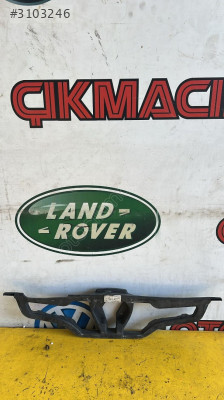 #3103246
ÇIKMACI
LAND-
-ROVER